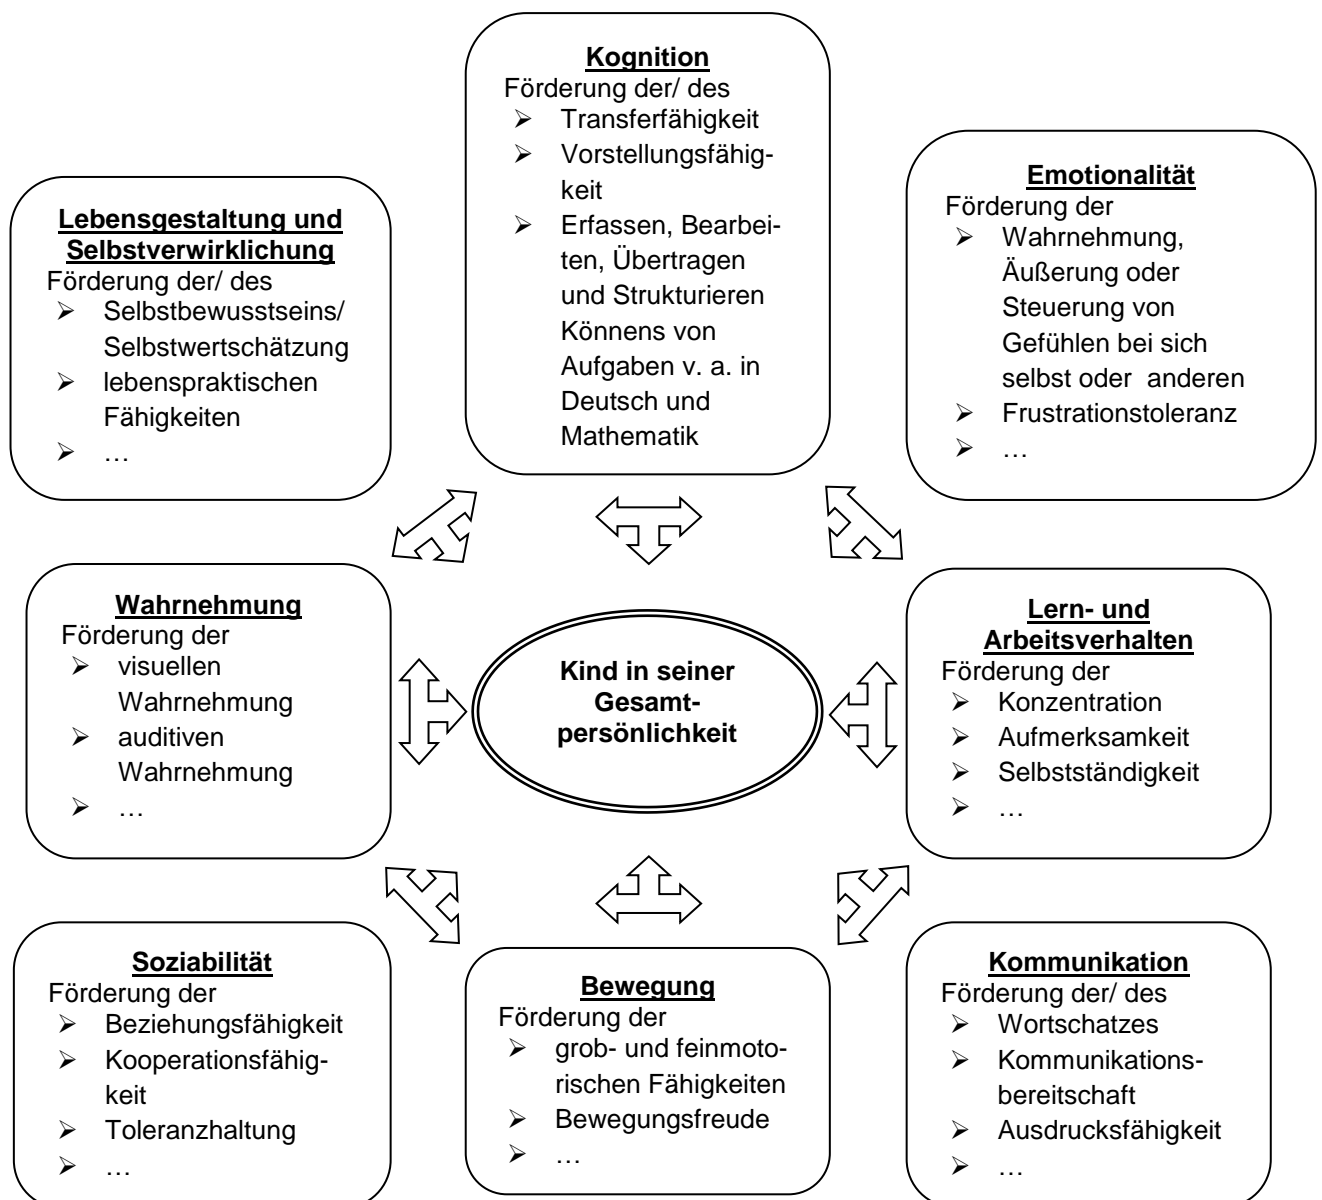 Kognition
Förderung der/ des
➢ Transferfähigkeit
➢ Vorstellungsfähig-
keit
➢ Erfassen, Bearbei-
ten, Übertragen
und Strukturieren
Könnens von
Aufgaben v. a. in
Deutsch und
Mathematik
Lebensgestaltung und
Selbstverwirklichung
Förderung der/ des
➢ Selbstbewusstseins/
Selbstwertschätzung
➢ lebenspraktischen
Fähigkeiten
➢ …
Emotionalität
Förderung der
➢ Wahrnehmung,
Äußerung oder
Steuerung von
Gefühlen bei sich
selbst oder anderen
➢ Frustrationstoleranz
➢ …
Wahrnehmung
Förderung der
➢ visuellen
Wahrnehmung
➢ auditiven
Wahrnehmung
➢ …
Kind in seiner
Gesamt-
persönlichkeit
Lern- und
Arbeitsverhalten
Förderung der
➢ Konzentration
➢ Aufmerksamkeit
➢ Selbstständigkeit
➢ …
Soziabilität
Förderung der
➢ Beziehungsfähigkeit
➢ Kooperationsfähig-
keit
➢ Toleranzhaltung
➢ …
Bewegung
Förderung der
➢ grob- und feinmoto-
rischen Fähigkeiten
➢ Bewegungsfreude
➢ …
Kommunikation
Förderung der/ des
➢ Wortschatzes
➢ Kommunikations-
bereitschaft
➢ Ausdrucksfähigkeit
➢ …